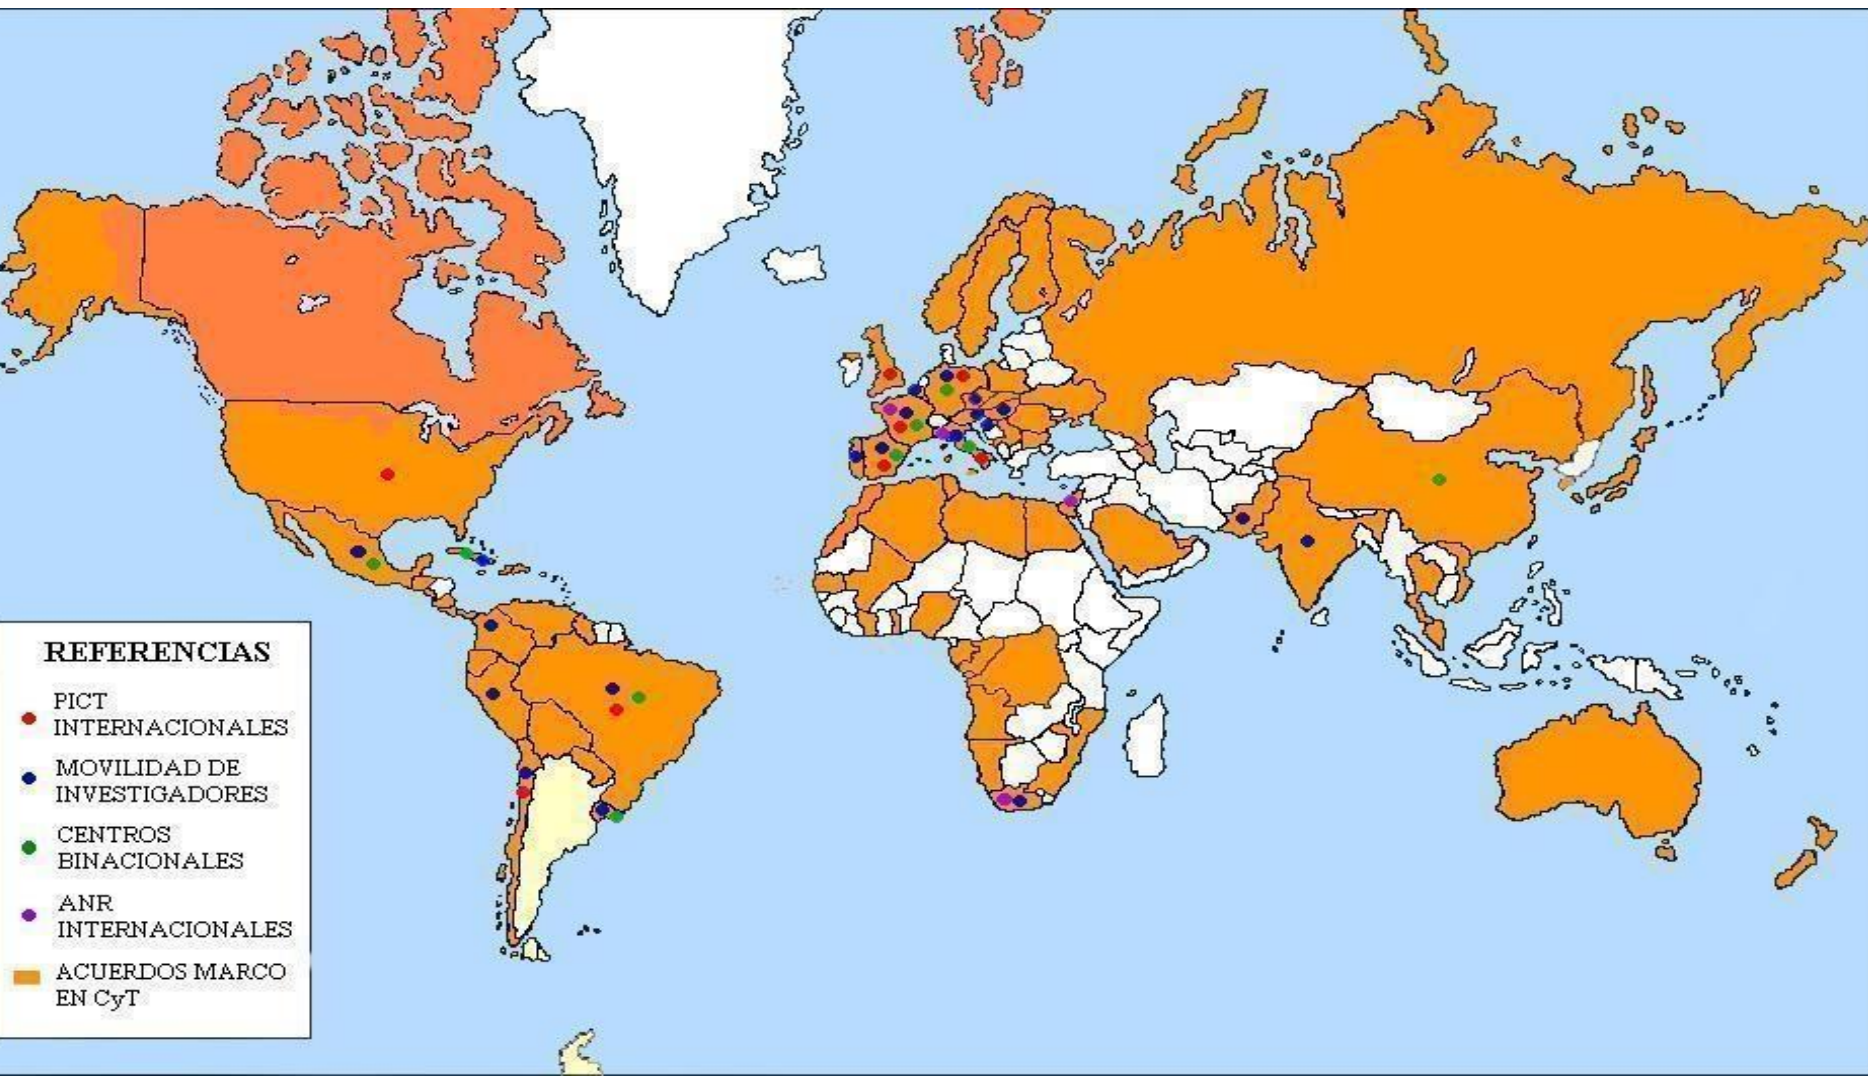 REFERENCIAS
PICT
INTERNACIONALES
MOVILIDAD DE
INVESTIGADORES
CENTROS
BINACIONALES
ANR
INTERNACIONALES
ACUERDOS MARCO
EN CyT